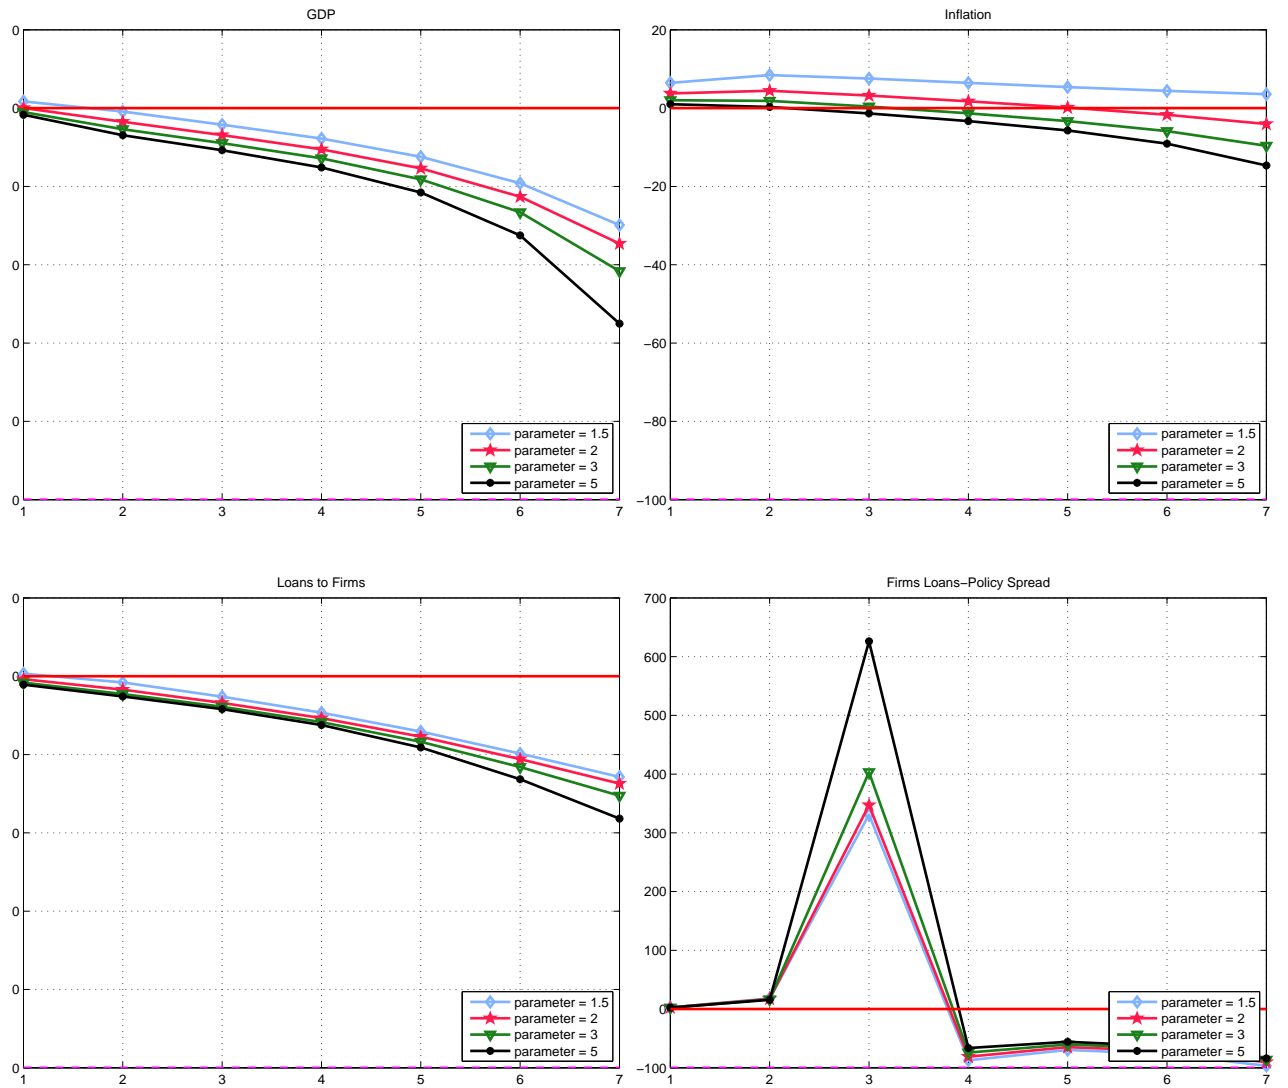 GDP
0
0
0
0
0
0
0
1 2 3 4 5 6 7
parameter = 1.5
parameter = 2
parameter = 3
parameter = 5
Inflation
20
0
−20
−40
−60
−80
−100
1 2 3 4 5 6 7
parameter = 1.5
parameter = 2
parameter = 3
parameter = 5
Loans to Firms
0
0
0
0
0
0
0
1 2 3 4 5 6 7
parameter = 1.5
parameter = 2
parameter = 3
parameter = 5
Firms Loans−Policy Spread
700
600
500
400
300
200
100
0
−100
1 2 3 4 5 6 7
parameter = 1.5
parameter = 2
parameter = 3
parameter = 5